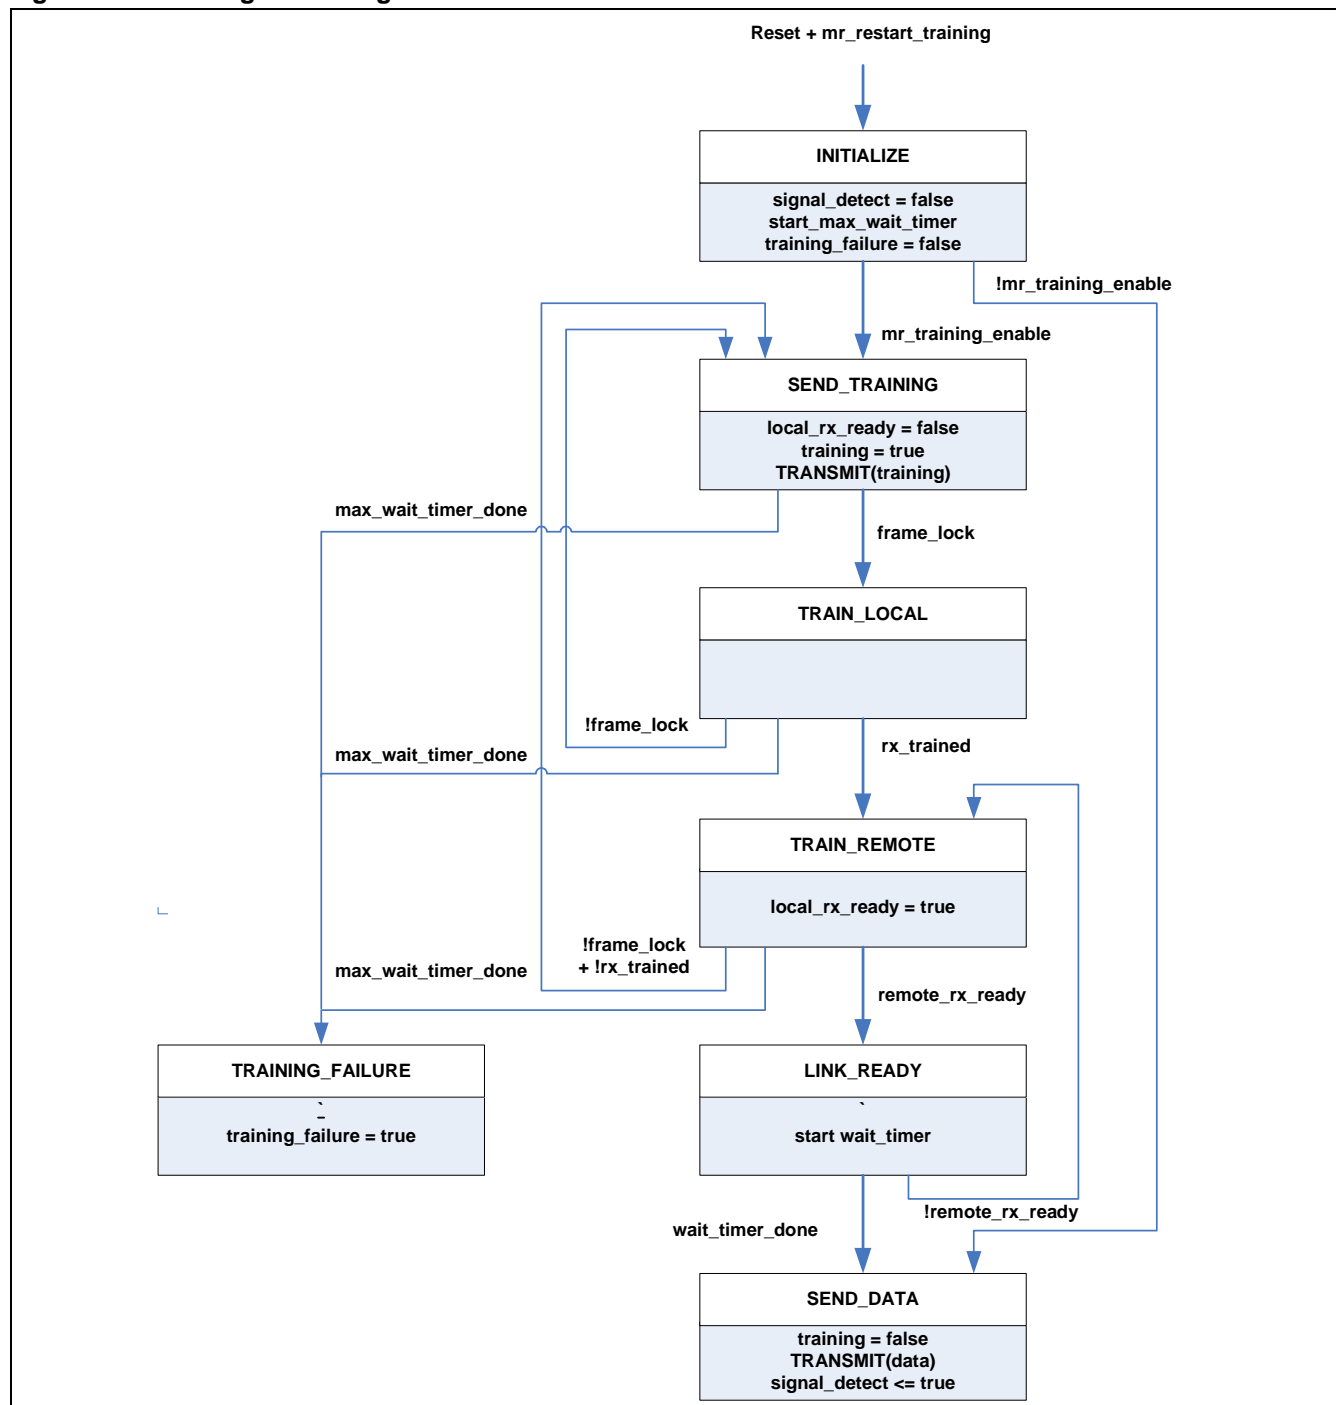 Reset + mr_restart_training
INITIALIZE
signal_detect = false
start_max_wait_timer
training_failure = false
!mr_training_enable
mr_training_enable
SEND_TRAINING
local_rx_ready = false
training = true
TRANSMIT(training)
max_wait_timer_done
frame_lock
TRAIN_LOCAL
!frame_lock
rx_trained
max_wait_timer_done
TRAIN_REMOTE
local_rx_ready = true
!frame_lock
+ !rx_trained
max_wait_timer_done
remote_rx_ready
TRAINING_FAILURE
`
training_failure = true
LINK_READY
`
start wait_timer
!remote_rx_ready
wait_timer_done
SEND_DATA
training = false
TRANSMIT(data)
signal_detect <= true